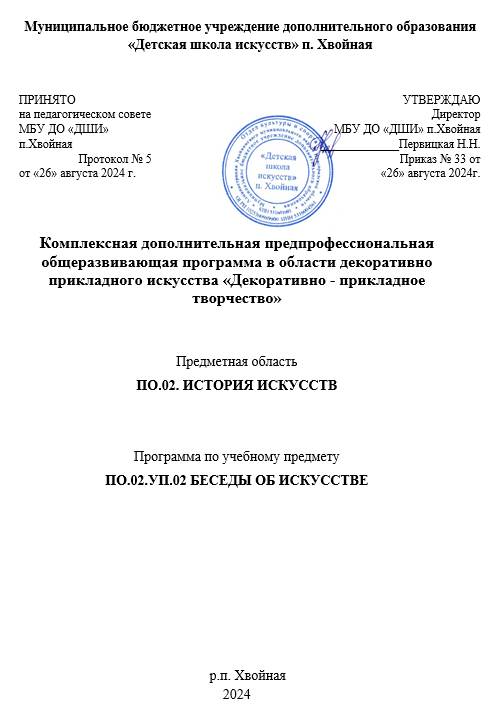 Муниципальное бюджетное учреждение дополнительного образования
«Детская школа искусств» п. Хвойная
ПРИНЯТО
на педагогическом совете
МБУ ДО «ДШИ»
п.Хвойная
Протокол № 5
от «26» августа 2024 г.
УТВЕРЖДАЮ
Директор
МБУ ДО «ДШИ» п.Хвойная
Первицкая Н.Н.
Приказ № 33 от
«26» августа 2024г.
«Детская
школа
искусств»
п. Хвойная
Комплексная дополнительная предпрофессиональная
общеразвивающая программа в области декоративно
прикладного искусства «Декоративно - прикладное
творчество»
Предметная область
ПО.02. ИСТОРИЯ ИСКУССТВ
Программа по учебному предмету
ПО.02.УП.02 БЕСЕДЫ ОБ ИСКУССТВЕ
р.п. Хвойная
2024